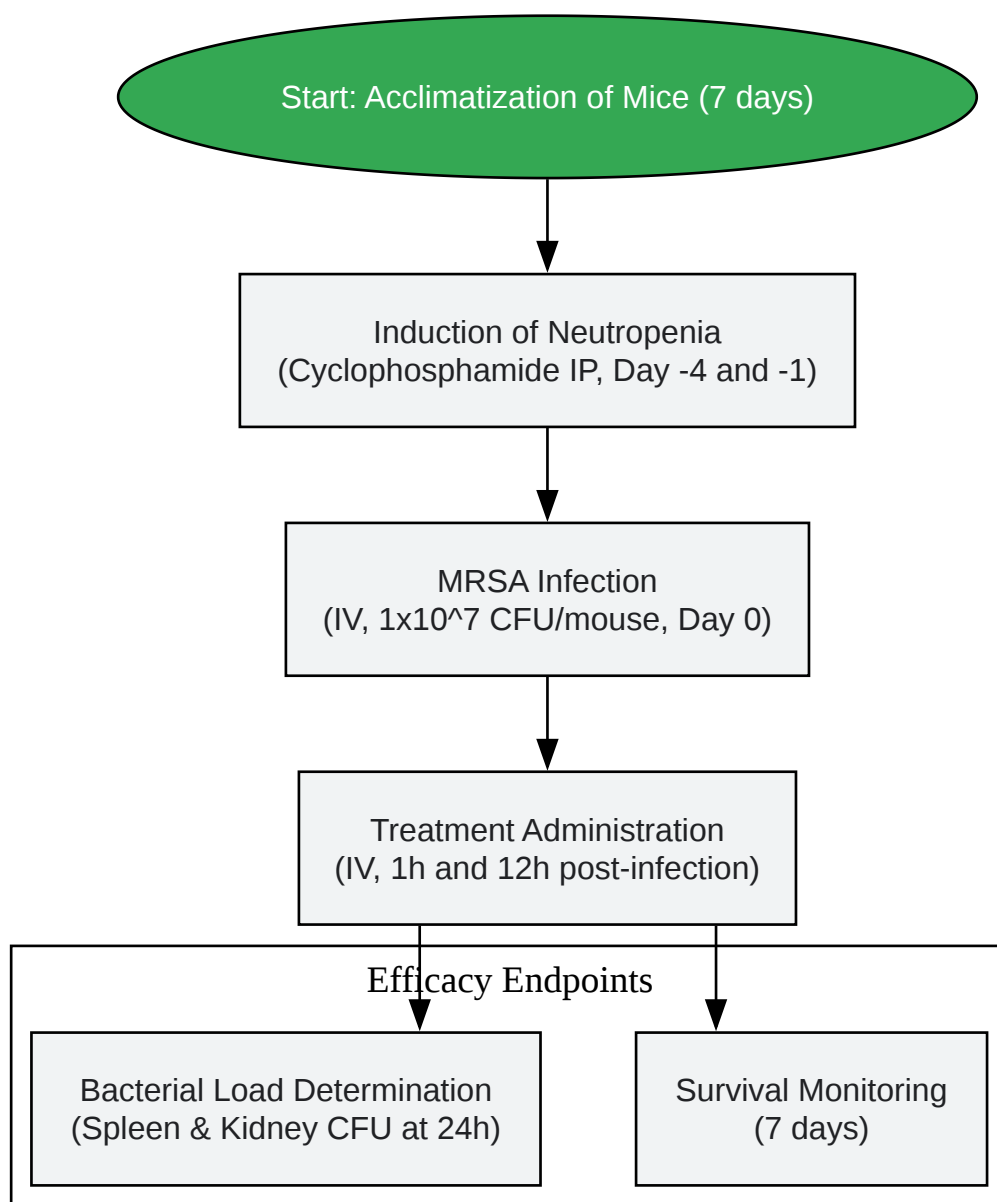 Start: Acclimatization of Mice (7 days)
Induction of Neutropenia
(Cyclophosphamide IP, Day -4 and -1)
MRSA Infection
(IV, 1x10^7 CFU/mouse, Day 0)
Treatment Administration
(IV, 1h and 12h post-infection)
Efficacy Endpoints
Bacterial Load Determination
(Spleen & Kidney CFU at 24h)
Survival Monitoring
(7 days)